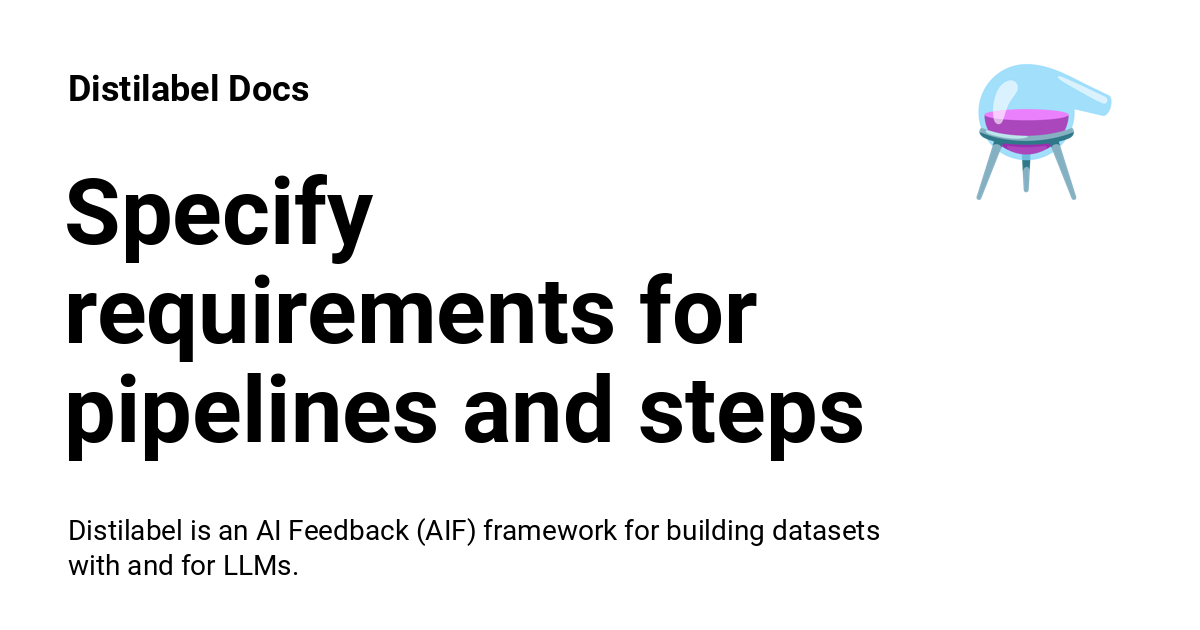 Distilabel Docs
Specify
requirements for
pipelines and steps
Distilabel is an AI Feedback (AIF) framework for building datasets
with and for LLMs.